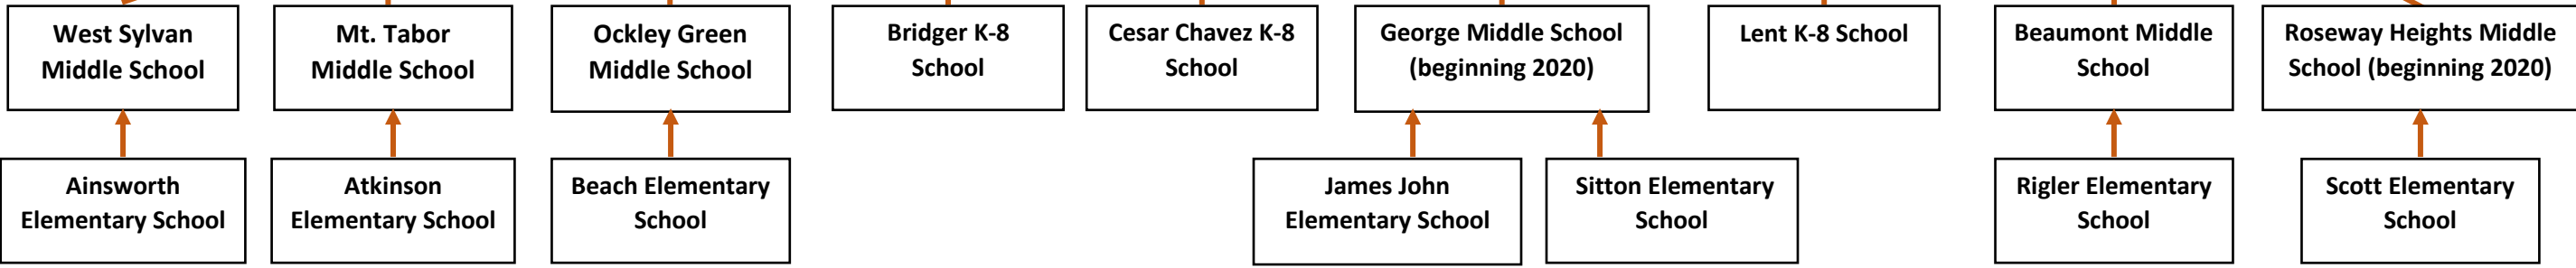 West Sylvan
Middle School
Mt. Tabor
Middle School
Ockley Green
Middle School
Bridger K-8
School
Cesar Chavez K-8
School
George Middle School
(beginning 2020)
Lent K-8 School
Beaumont Middle
School
Roseway Heights Middle
School (beginning 2020)
Ainsworth
Elementary School
Atkinson
Elementary School
Beach Elementary
School
James John
Elementary School
Sitton Elementary
School
Rigler Elementary
School
Scott Elementary
School